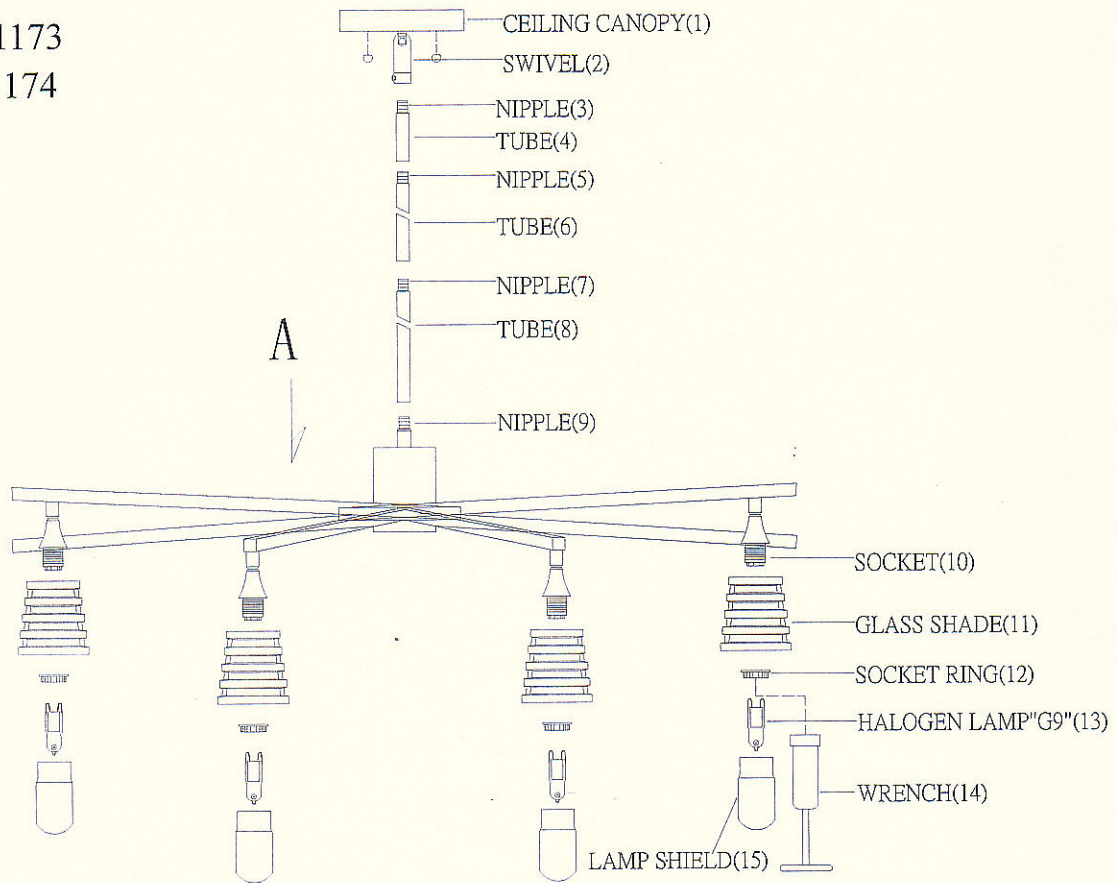 1173
174
CEILING CANOPY(1)
SWIVEL(2)
NIPPLE(3)
TUBE(4)
NIPPLE(5)
TUBE(6)
NIPPLE(7)
TUBE(8)
A
NIPPLE(9)
SOCKET(10)
GLASS SHADE(11)
SOCKET RING(12)
HALOGEN LAMP"G9"(13)
WRENCH(14)
LAMP SHIELD(15)